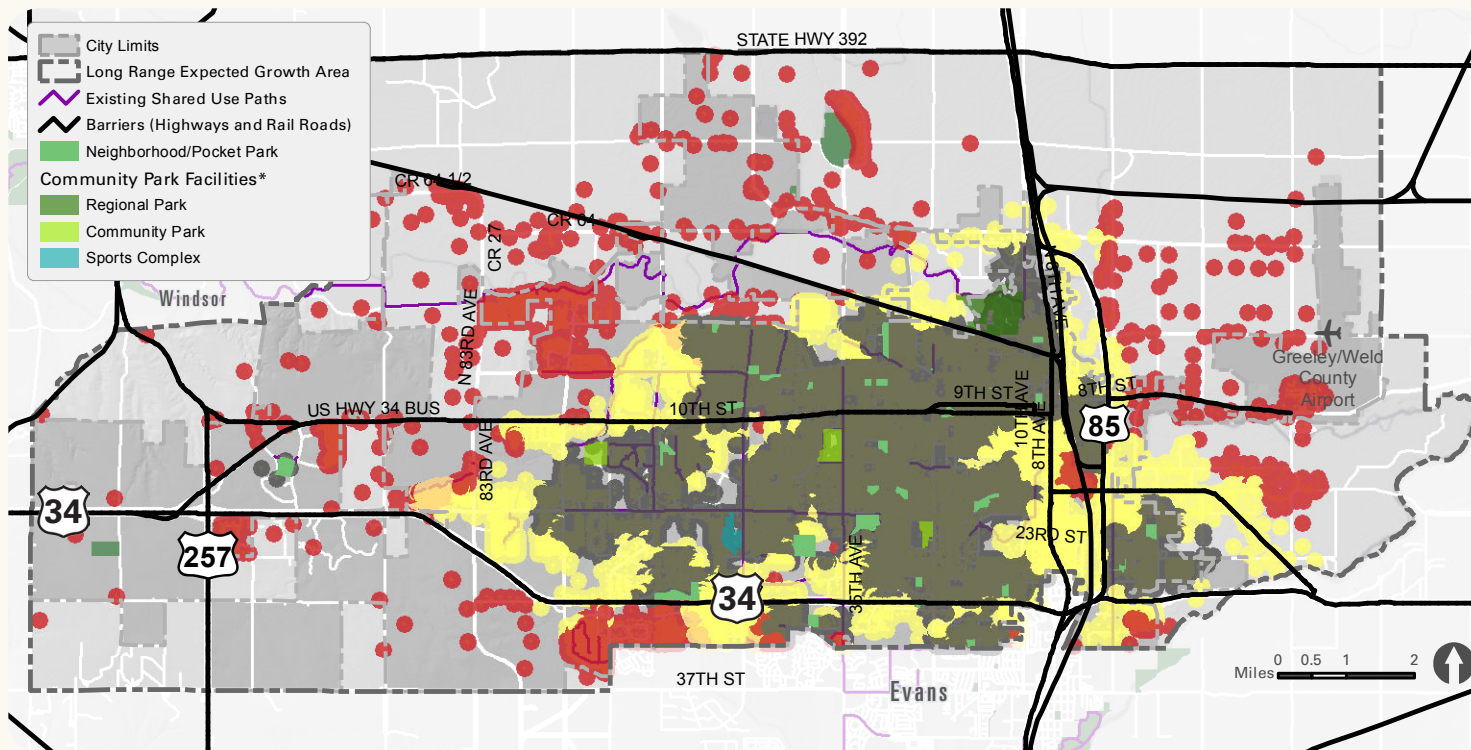 City Limits
Long Range Expected Growth Area
Existing Shared Use Paths
Barriers (Highways and Rail Roads)
Neighborhood/Pocket Park
Community Park Facilities*
Regional Park
Community Park
Sports Complex
STATE HWY 392
CR 64 1/2
CR 64
CR 27
Windsor
N 83RD AVE
Greeley/Weld
County
Airport
8TH ST
9TH ST
10TH AVE
US HWY 34 BUS
10TH ST
8TH AVE
85
83RD AVE
34
257
23RD ST
35TH AVE
34
37TH ST
Evans
Miles
0 0.5 1 2